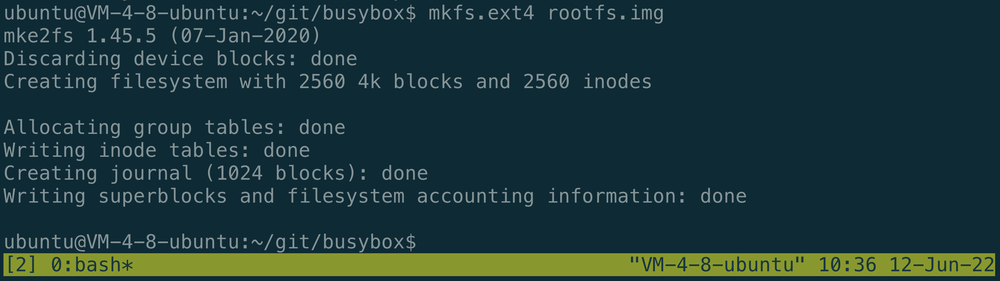 ubuntu@VM-4-8-ubuntu:~/git/busybox$ mkfs.ext4 rootfs.img
mke2fs 1.45.5 (07-Jan-2020)
Discarding device blocks: done
Creating filesystem with 2560 4k blocks and 2560 inodes
Allocating group tables: done
Writing inode tables: done
Creating journal (1024 blocks): done
Writing superblocks and filesystem accounting information: done
ubuntu@VM-4-8-ubuntu:~/git/busybox$
[2] 0:bash* "VM-4-8-ubuntu" 10:36 12-Jun-22